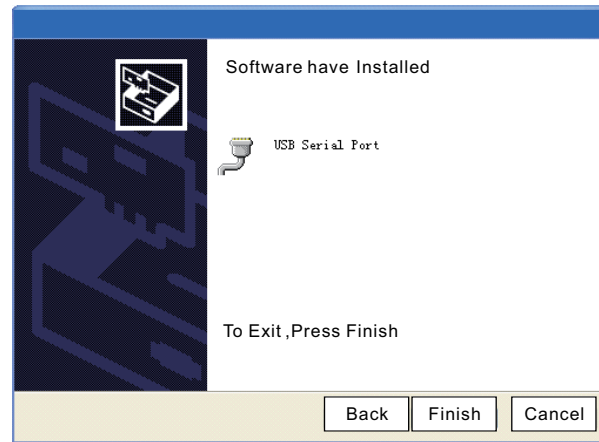 Software have Installed
USB Serial Port
To Exit ,Press Finish
Back Finish Cancel